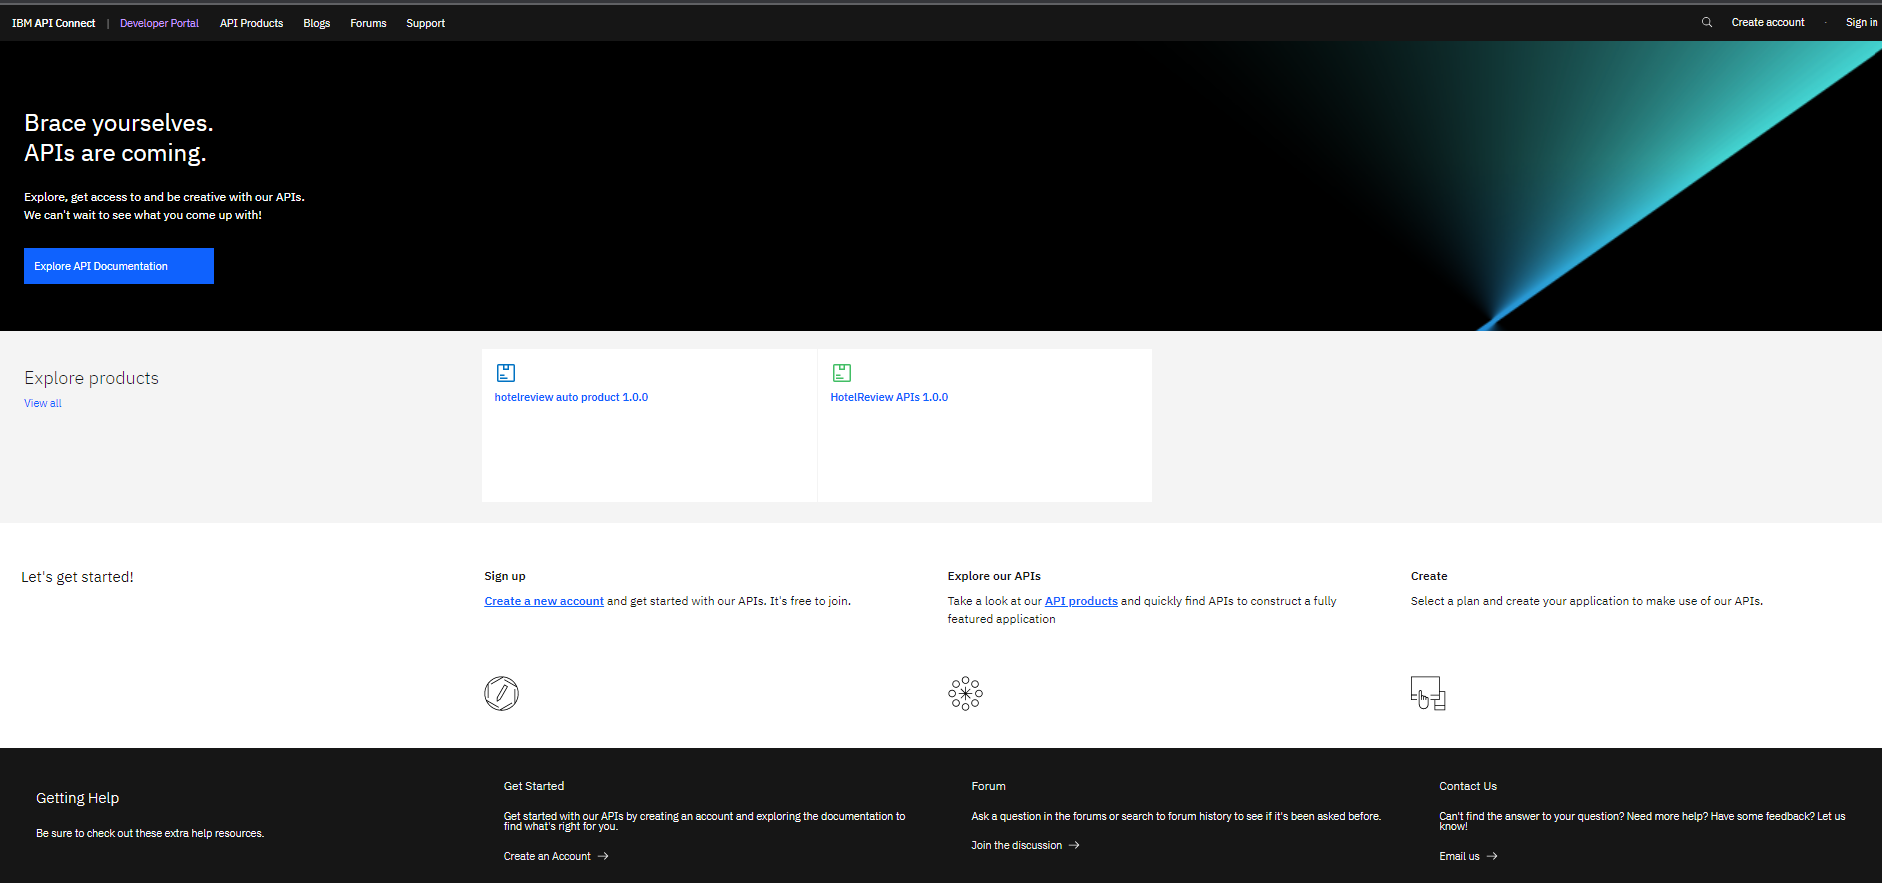 IBM API Connect | Developer Portal API Products Blogs Forums Support Create account · Sign in
Brace yourselves.
APIs are coming.
Explore, get access to and be creative with our APIs.
We can't wait to see what you come up with!
Explore API Documentation
Explore products
View all
hotelreview auto product 1.0.0
HotelReview APIs 1.0.0
Let's get started!
Sign up
Create a new account and get started with our APIs. It's free to join.
Explore our APIs
Take a look at our API products and quickly find APIs to construct a fully
featured application
Create
Select a plan and create your application to make use of our APIs.
Getting Help
Be sure to check out these extra help resources.
Get Started
Get started with our APIs by creating an account and exploring the documentation to
find what's right for you.
Create an Account →
Forum
Ask a question in the forums or search to forum history to see if it's been asked before.
Join the discussion →
Contact Us
Can't find the answer to your question? Need more help? Have some feedback? Let us
know!
Email us →